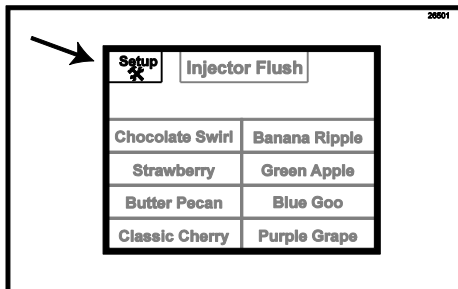 26501
Setup
Injector Flush
Chocolate Swirl Banana Ripple
Strawberry Green Apple
Butter Pecan Blue Goo
Classic Cherry Purple Grape